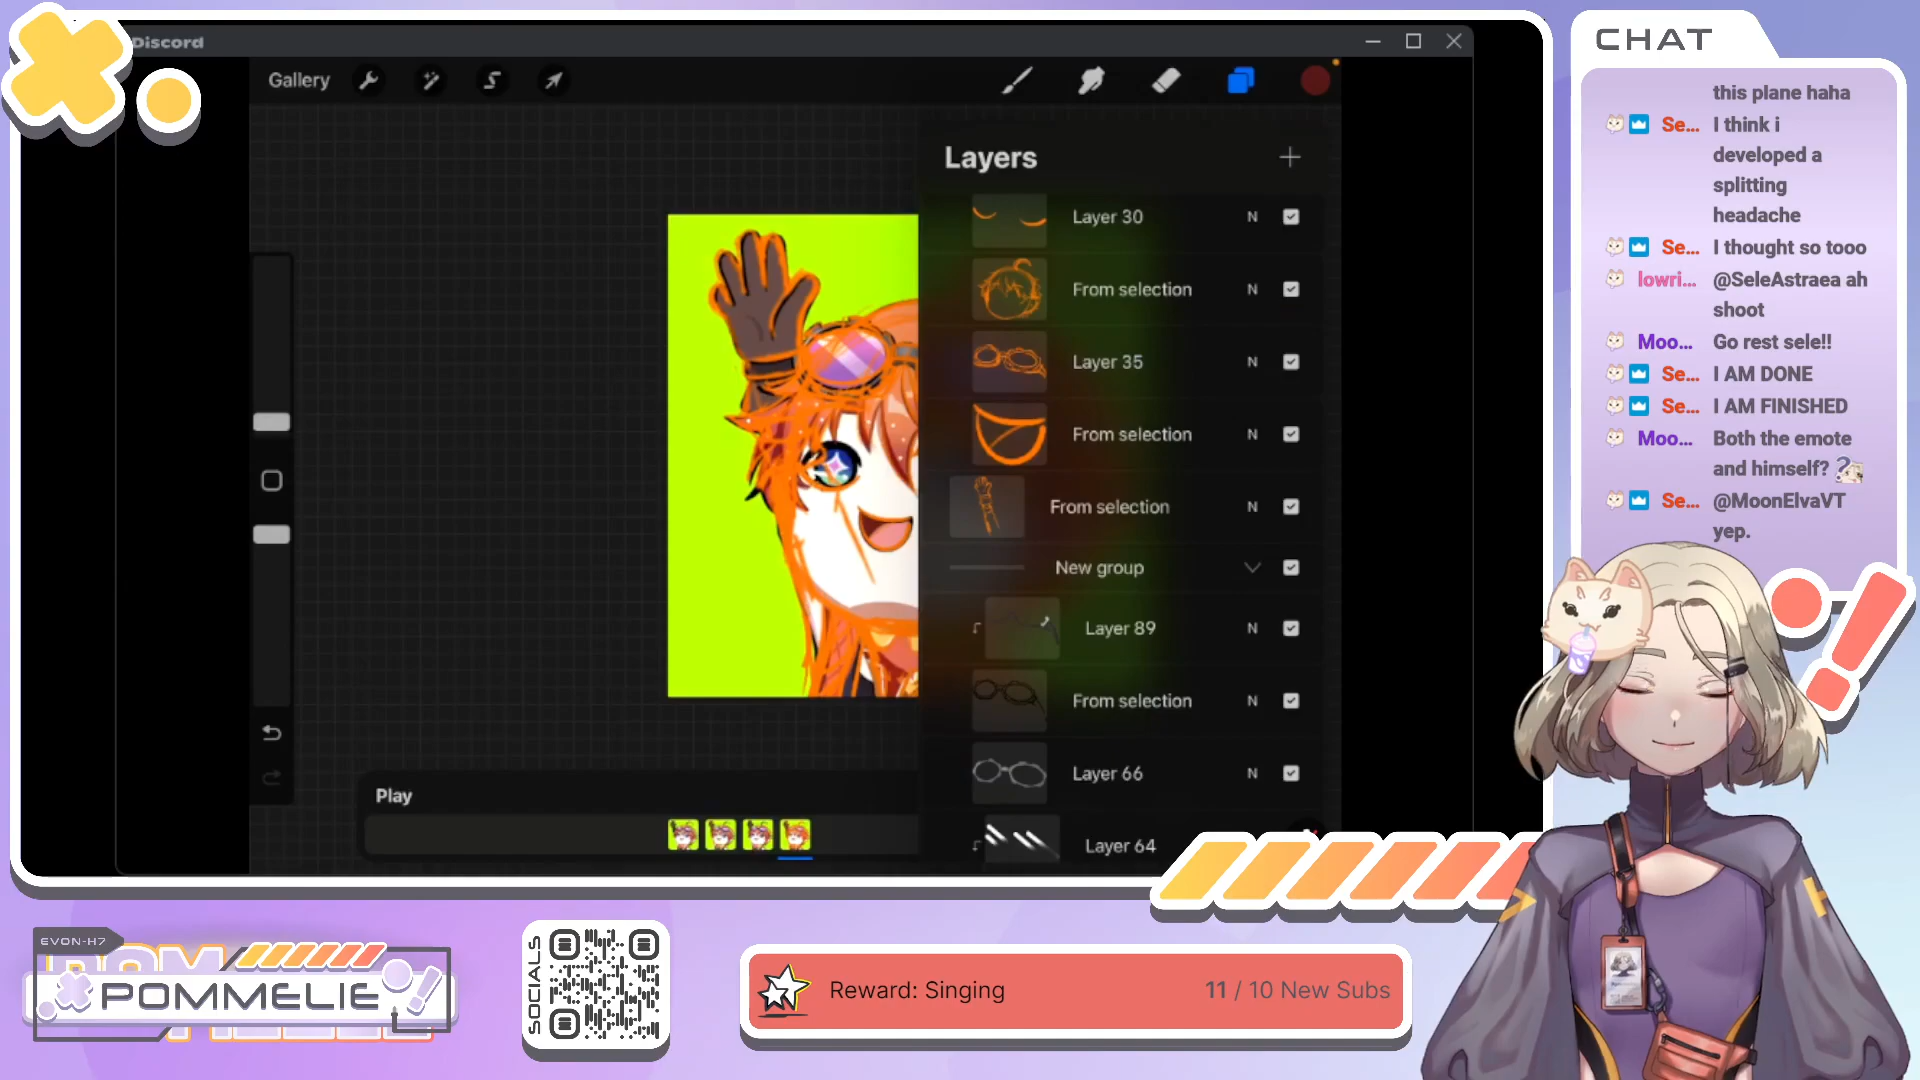 Discord
Gallery
Layers
Layer 30 N
From selection N
Layer 35 N
From selection N
From selection N
New group
Layer 89 N
From selection N
Layer 66 N
Layer 64
Play
CHAT
this plane haha
Se... I think i
developed a
splitting
headache
Se... I thought so tooo
lowri... @SeleAstraea ah
shoot
Moo... Go rest sele!!
Se... I AM DONE
Se... I AM FINISHED
Moo... Both the emote
and himself?
Se... @MoonElvaVT
yep.
EVON-H7
POMMELIE
SOCIALS
Reward: Singing 11 / 10 New Subs